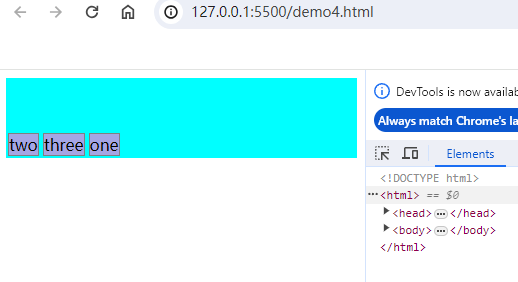 127.0.0.1:5500/demo4.html
DevTools is now availa
Always match Chrome's la
two three one
Elements
<!DOCTYPE html>
···<html> == $0
<head>···</head>
<body>···</body>
</html>